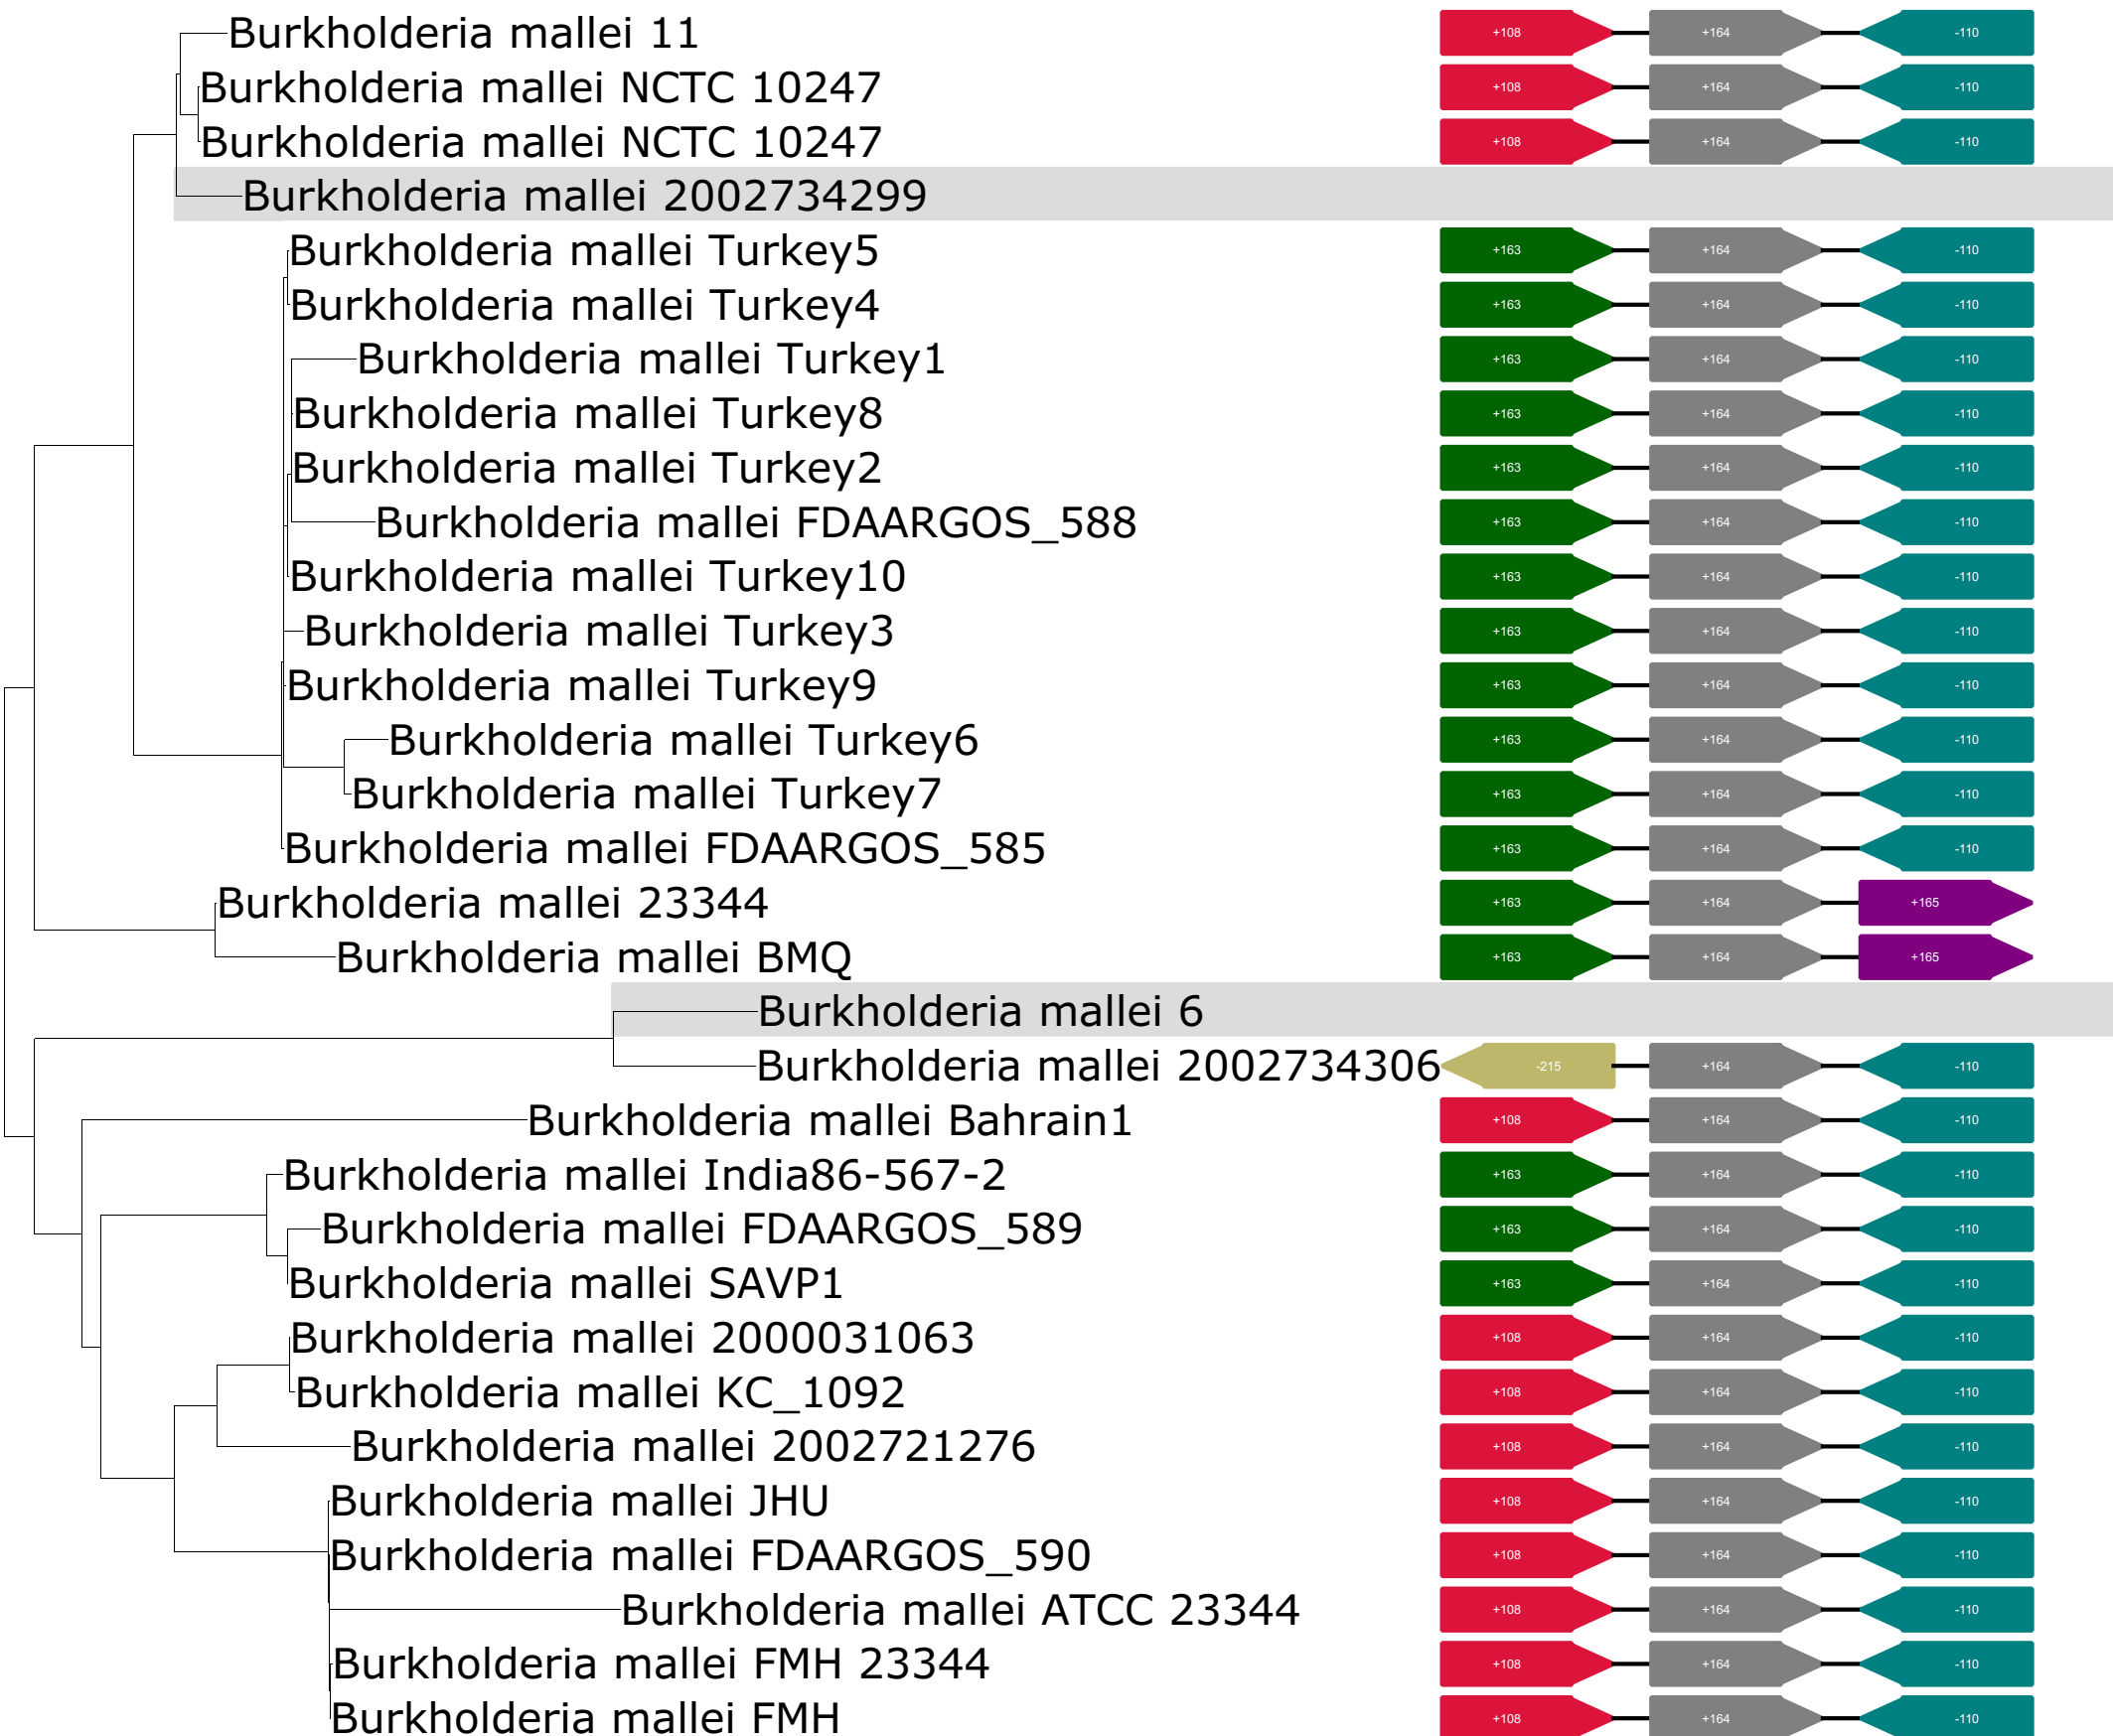 Burkholderia mallei 11 +108 +164 -110
Burkholderia mallei NCTC 10247 +108 +164 -110
Burkholderia mallei NCTC 10247 +108 +164 -110
Burkholderia mallei 2002734299
Burkholderia mallei Turkey5 +163 +164 -110
Burkholderia mallei Turkey4 +163 +164 -110
Burkholderia mallei Turkey1 +163 +164 -110
Burkholderia mallei Turkey8 +163 +164 -110
Burkholderia mallei Turkey2 +163 +164 -110
Burkholderia mallei FDAARGOS_588 +163 +164 -110
Burkholderia mallei Turkey10 +163 +164 -110
Burkholderia mallei Turkey3 +163 +164 -110
Burkholderia mallei Turkey9 +163 +164 -110
Burkholderia mallei Turkey6 +163 +164 -110
Burkholderia mallei Turkey7 +163 +164 -110
Burkholderia mallei FDAARGOS_585 +163 +164 -110
Burkholderia mallei 23344 +163 +164 +165
Burkholderia mallei BMQ +163 +164 +165
Burkholderia mallei 6
Burkholderia mallei 2002734306 -215 +164 -110
Burkholderia mallei Bahrain1 +108 +164 -110
Burkholderia mallei India86-567-2 +163 +164 -110
Burkholderia mallei FDAARGOS_589 +163 +164 -110
Burkholderia mallei SAVP1 +163 +164 -110
Burkholderia mallei 2000031063 +108 +164 -110
Burkholderia mallei KC_1092 +108 +164 -110
Burkholderia mallei 2002721276 +108 +164 -110
Burkholderia mallei JHU +108 +164 -110
Burkholderia mallei FDAARGOS_590 +108 +164 -110
Burkholderia mallei ATCC 23344 +108 +164 -110
Burkholderia mallei FMH 23344 +108 +164 -110
Burkholderia mallei FMH +108 +164 -110